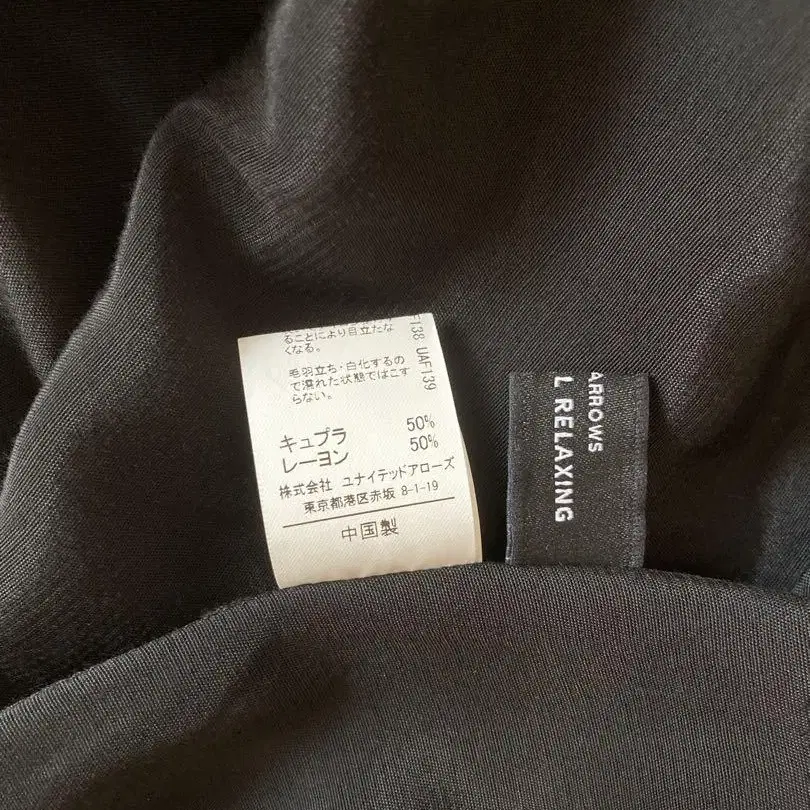 ることにより目立たな
くなる。
毛羽立ち・白化するの
で濡れた状態ではこす
らない。
キュプラ 50%
レーヨン 50%
株式会社 ユナイテッドアローズ
東京都港区赤坂 8-1-19
中国製
F138 UAF139
ARROWS
L RELAXING